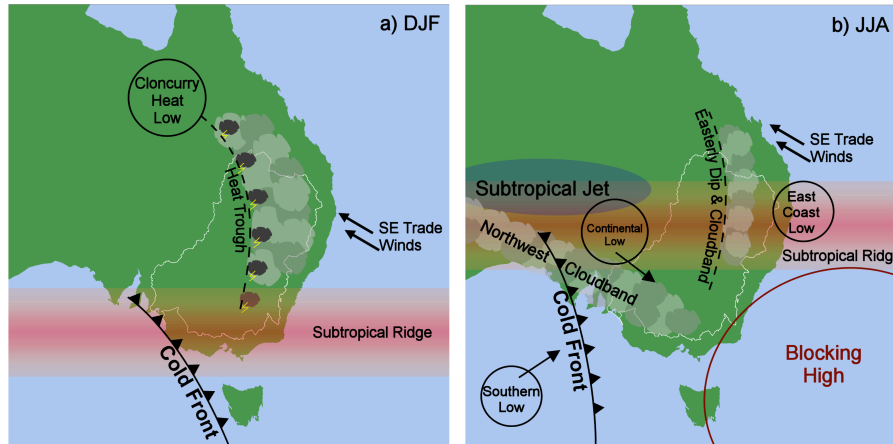 a) DJF
Cloncurry
Heat
Low
Heat Trough
SE Trade
Winds
Subtropical Ridge
Cold Front
b) JJA
Easterly Dip & Cloudband
SE Trade
Winds
Subtropical Jet
East
Coast
Low
Continental
Low
Northwest
Cloudband
Subtropical Ridg
Cold Front
Blocking
High
Southern
Low